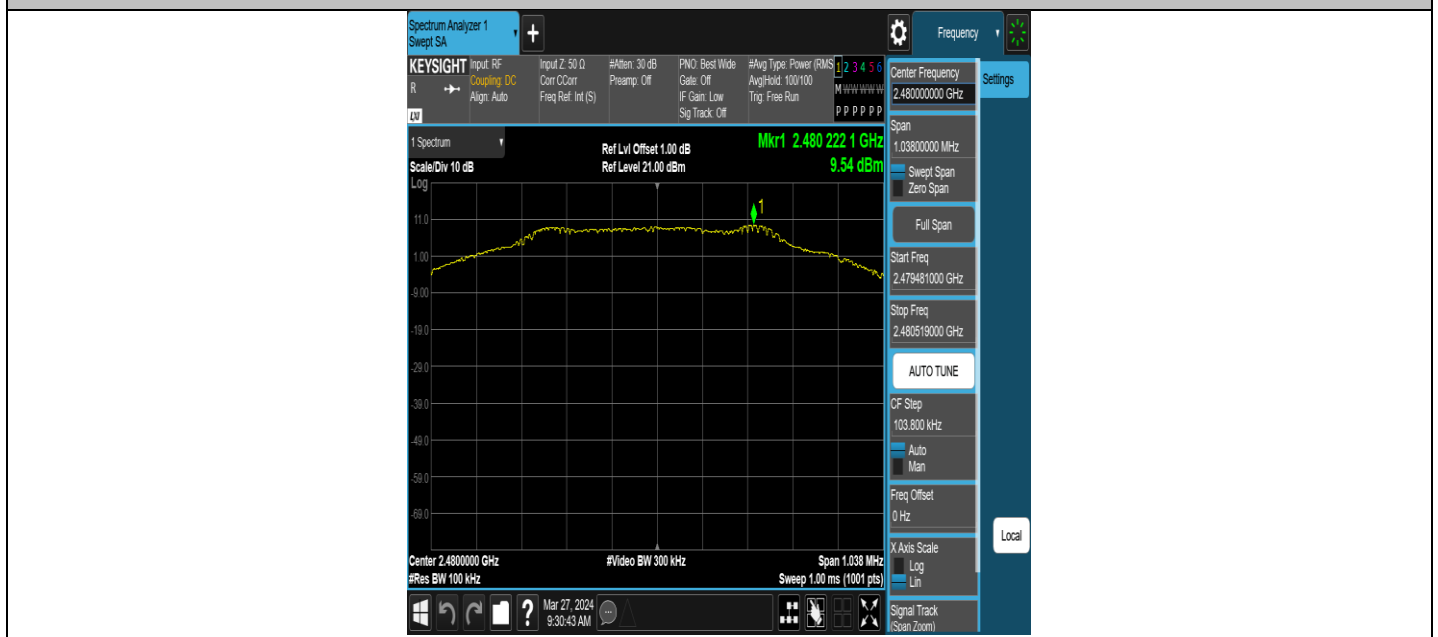 Spectrum Analyzer 1
Swept SA
Frequency
KEYSIGHT
R
LXI
Input: RF
Coupling: DC
Align: Auto
Input Z: 50 Ω
Corr CCorr
Freq Ref: Int (S)
#Atten: 30 dB
Preamp: Off
PNO: Best Wide
Gate: Off
IF Gain: Low
Sig Track: Off
#Avg Type: Power (RMS
Avg|Hold: 100/100
Trig: Free Run
1 2 3 4 5 6
M W W W W W
P P P P P P
1 Spectrum
Scale/Div 10 dB
Ref Lvl Offset 1.00 dB
Ref Level 21.00 dBm
Mkr1 2.480 222 1 GHz
9.54 dBm
Log
1
11.0
1.00
-9.00
-19.0
-29.0
-39.0
-49.0
-59.0
-69.0
Center 2.4800000 GHz
#Res BW 100 kHz
#Video BW 300 kHz
Span 1.038 MHz
Sweep 1.00 ms (1001 pts)
Center Frequency
2.480000000 GHz
Settings
Span
1.03800000 MHz
Swept Span
Zero Span
Full Span
Start Freq
2.479481000 GHz
Stop Freq
2.480519000 GHz
AUTO TUNE
CF Step
103.800 kHz
Auto
Man
Freq Offset
0 Hz
X Axis Scale
Log
Lin
Signal Track
(Span Zoom)
Local
?
Mar 27, 2024
9:30:43 AM